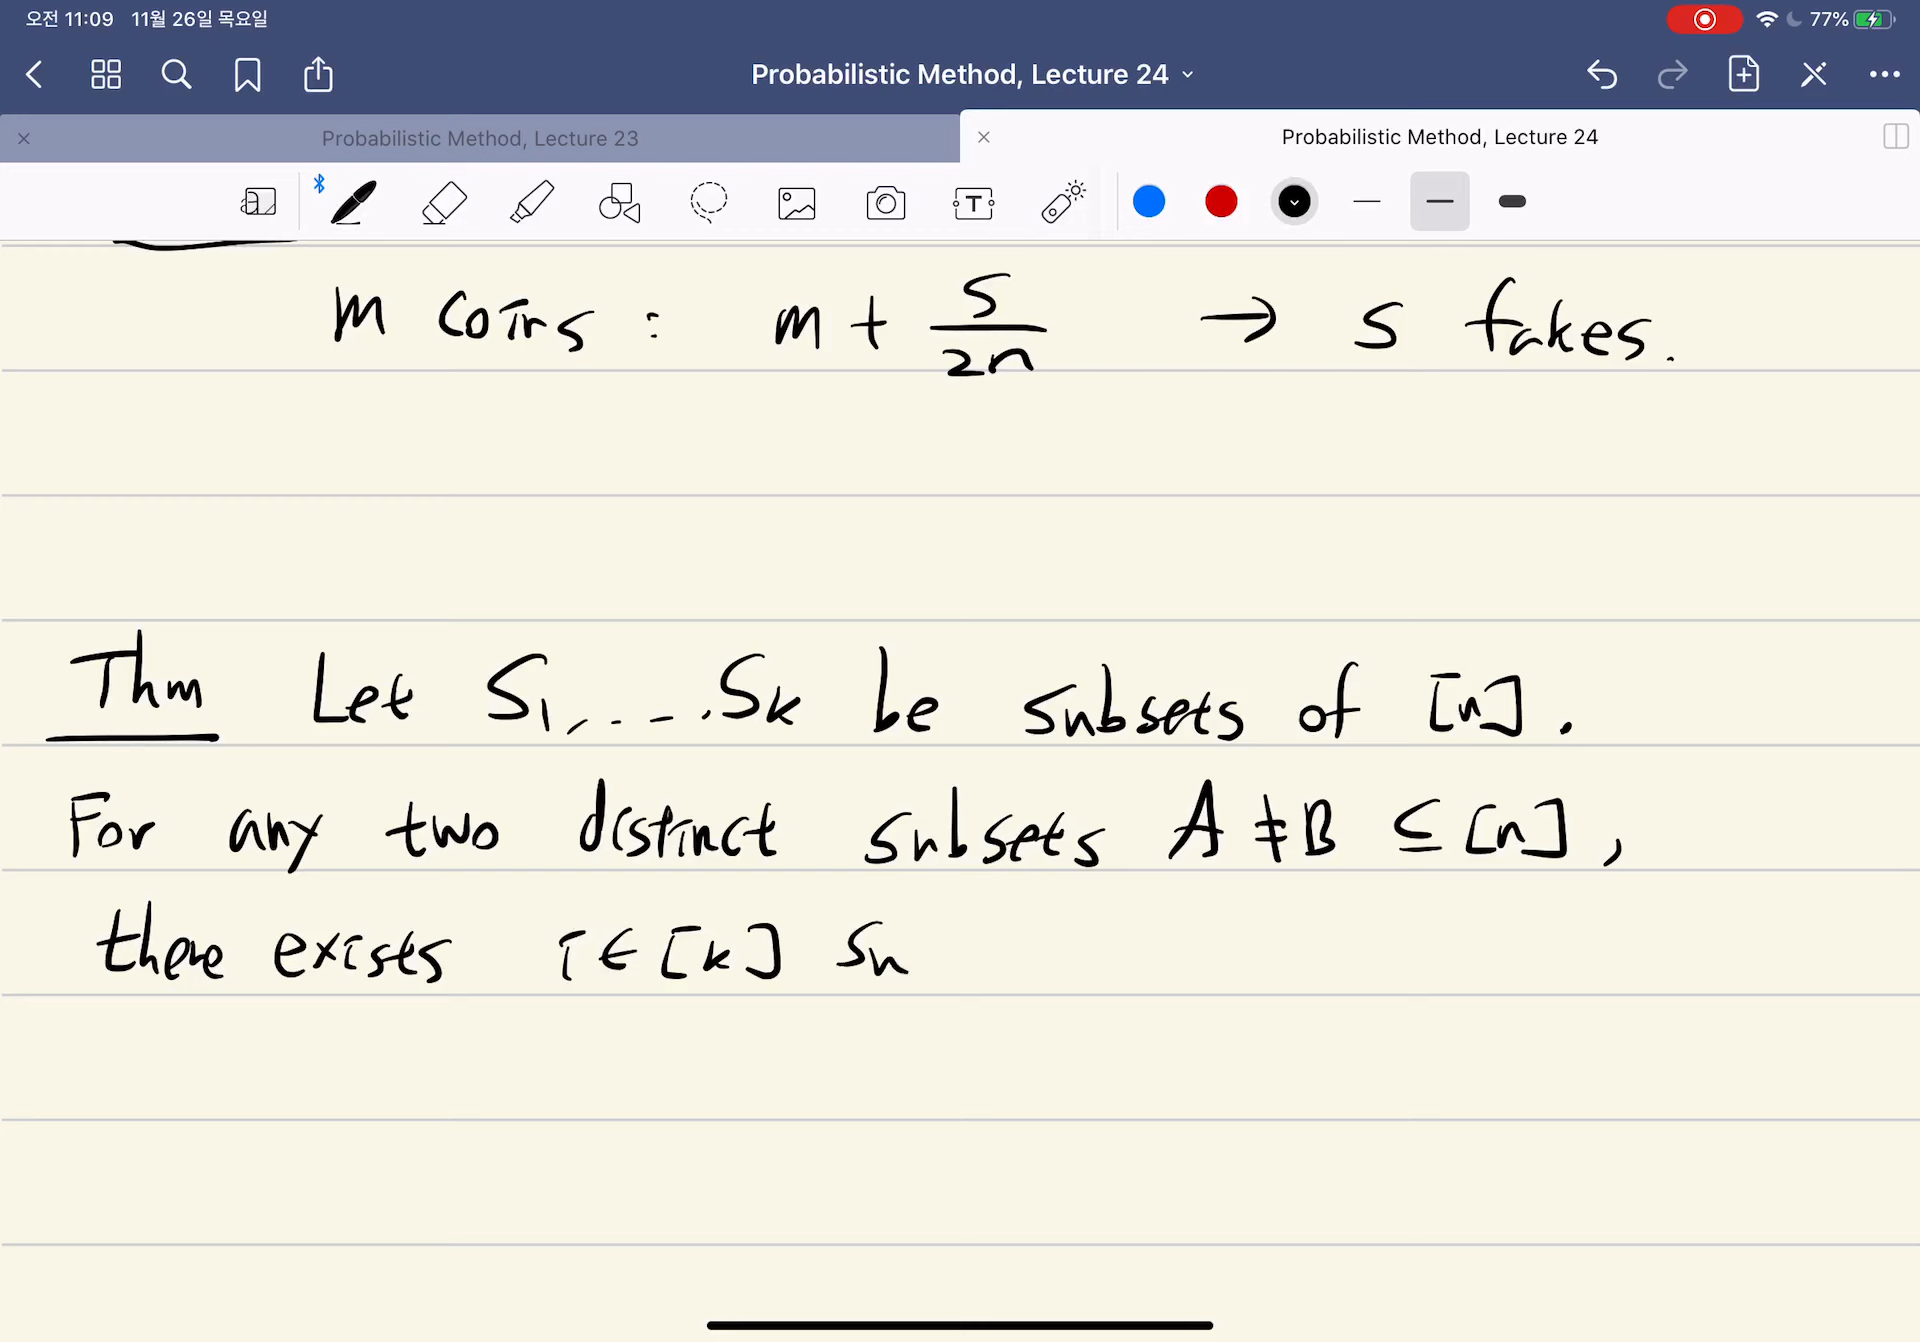 오전 11:09 11월 26일 목요일 77%
Probabilistic Method, Lecture 24
Probabilistic Method, Lecture 23
Probabilistic Method, Lecture 24
m coins : m + s/2n → s fakes.
Thm Let S₁,...,Sₖ be subsets of [n].
For any two distinct subsets A ≠ B ⊆ [n],
there exists i ∈ [k] su